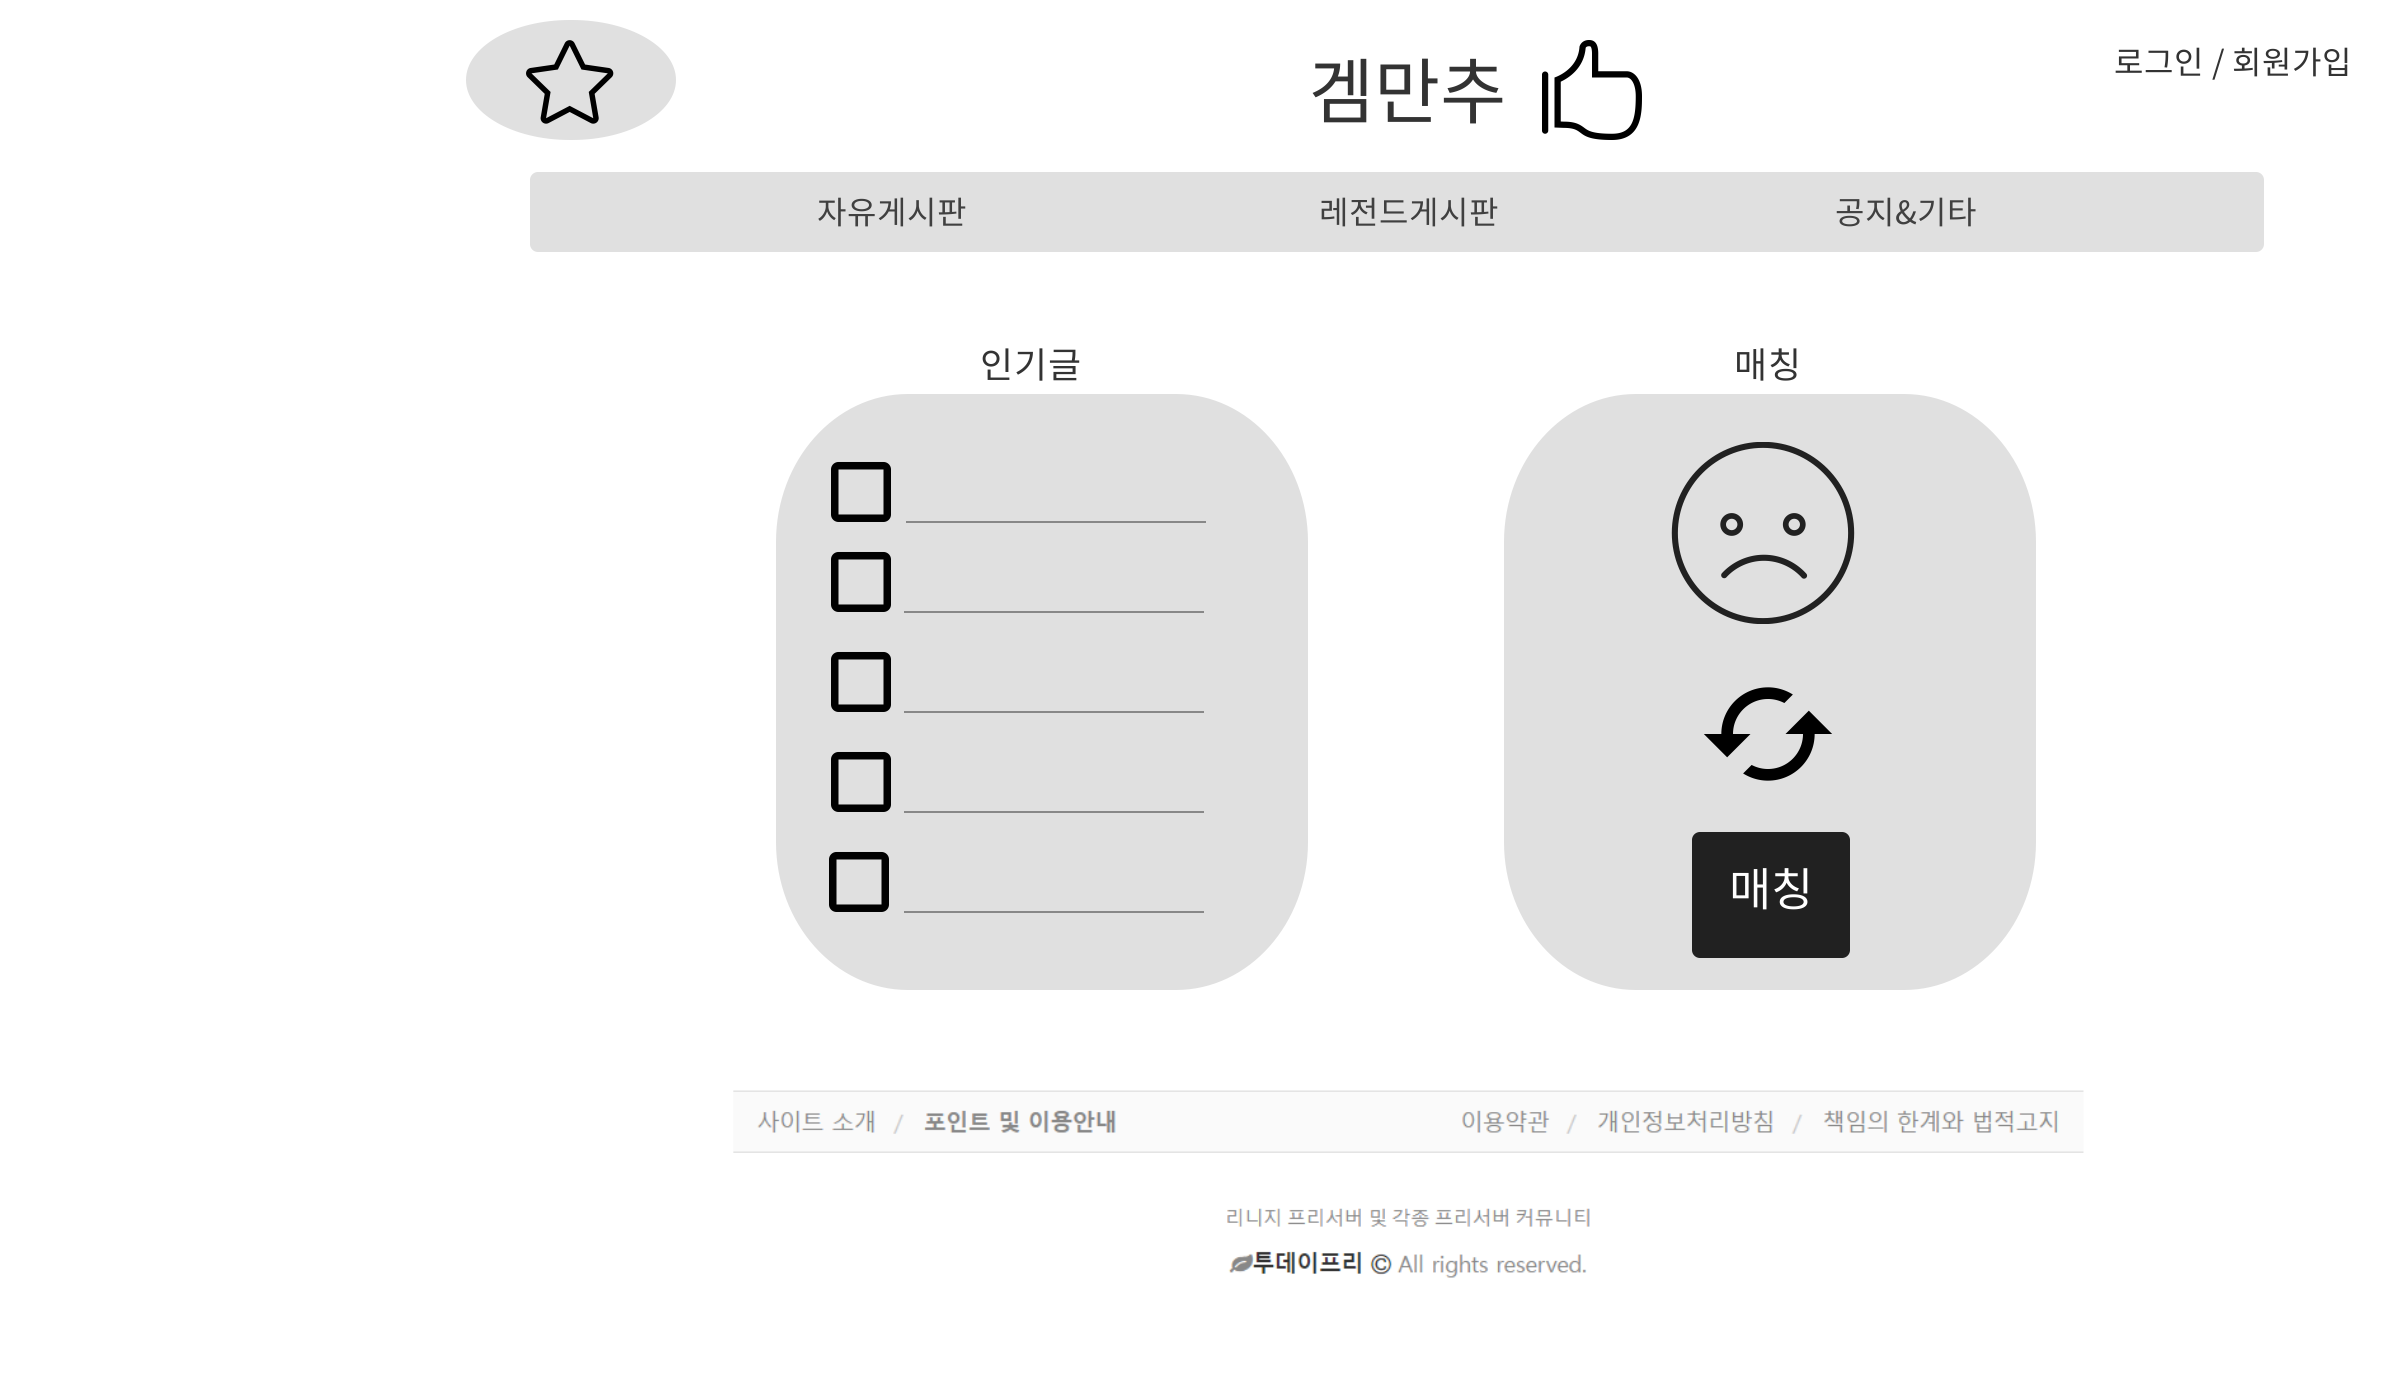 겜만추
로그인 / 회원가입
자유게시판 레전드게시판 공지&기타
인기글
매칭
매칭
사이트 소개 / 포인트 및 이용안내 이용약관 / 개인정보처리방침 / 책임의 한계와 법적고지
리니지 프리서버 및 각종 프리서버 커뮤니티
투데이프리 © All rights reserved.